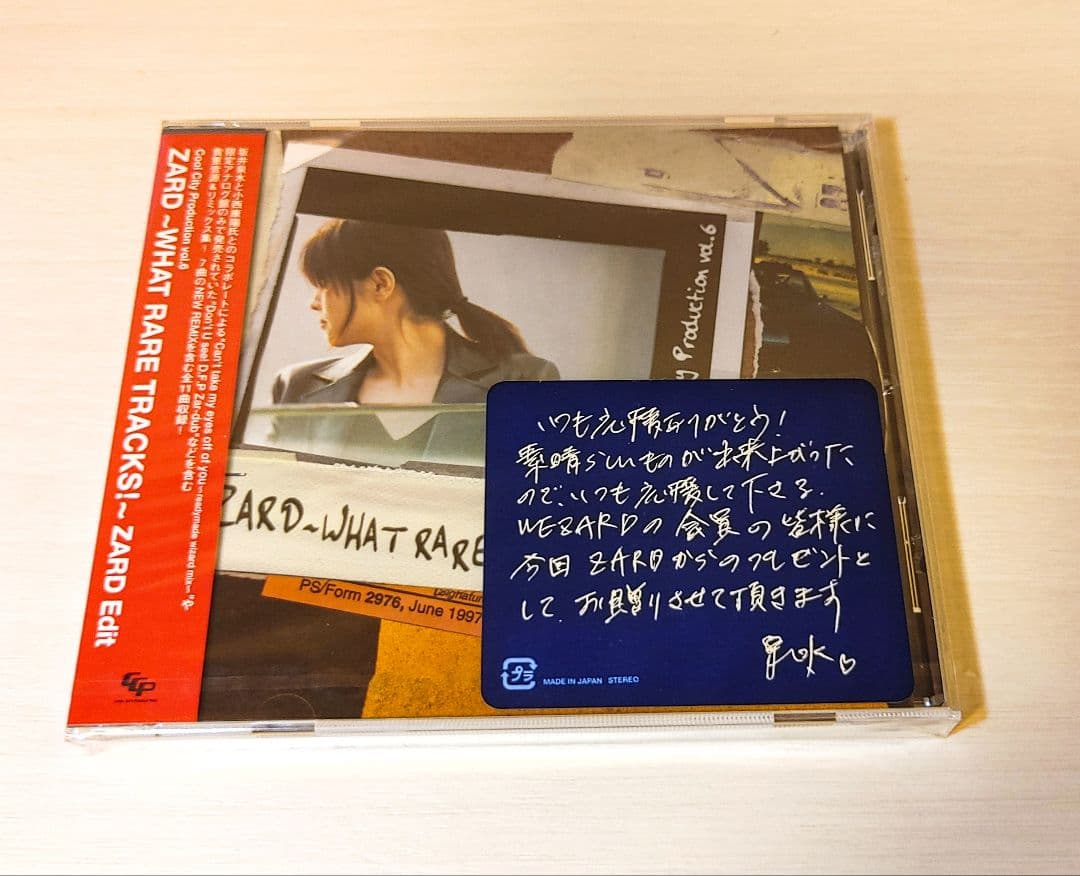 坂井泉水と小西康陽氏とのコラボレートによる"Can't take my eyes off of you ~readymade wizard mix~"や
限定アナログ盤のみで発売されていた"Don't U see! D.F.P Zar-dub"などを含む
貴重音源&リミックス集! 7曲のNEW REMIXを含む全11曲収録!
Cool City Production vol.6
ZARD ~WHAT RARE TRACKS!~ ZARD Edit
CCP
y Production vol.6
ZARD~WHAT RARE
PS/Form 2976, June 1997
いつも応援ありがとう!
素晴らしいものが出来上がった
ので、いつも応援して下さる、
WEZARDの会員の皆様に
今回ZARDからのプレゼントと
して、お贈りさせて頂きます
泉水♡
プラ
MADE IN JAPAN STEREO